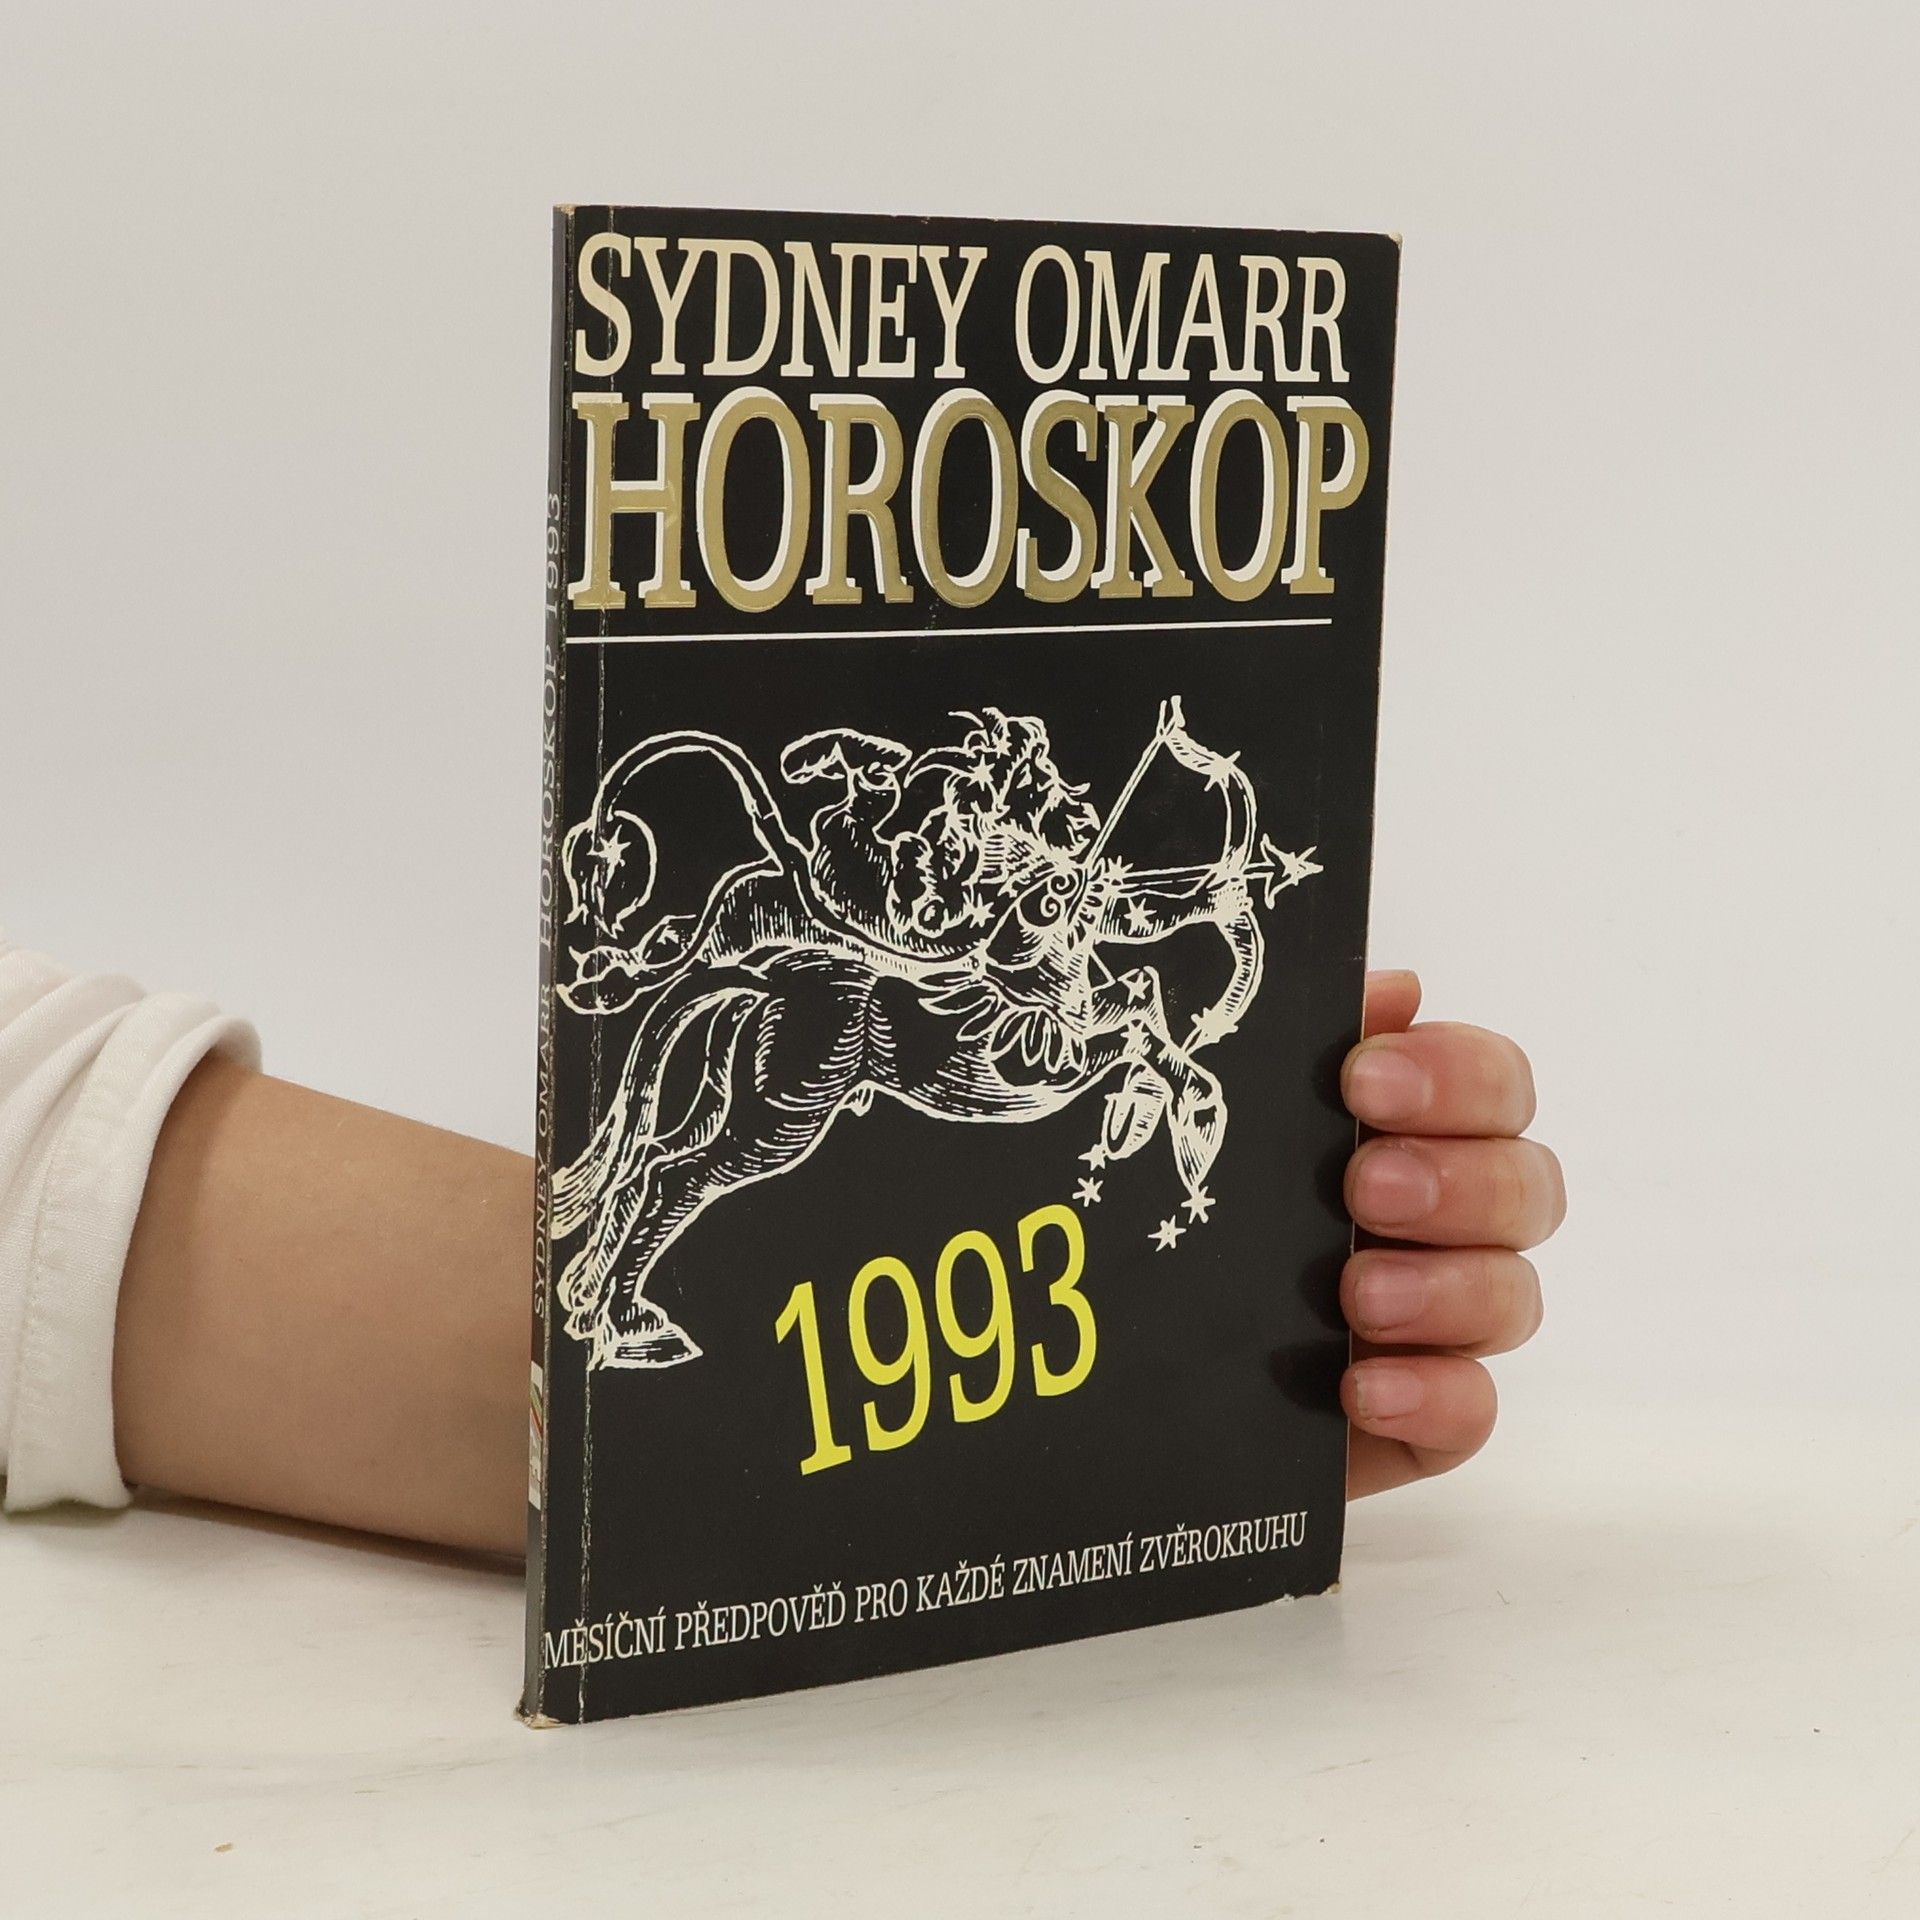 SYDNEY OMARR
HOROSKOP
1993
MĚSÍČNÍ PŘEDPOVĚĎ PRO KAŽDÉ ZNAMENÍ ZVĚROKRUHU
SYDNEY OMARR HOROSKOP 1993